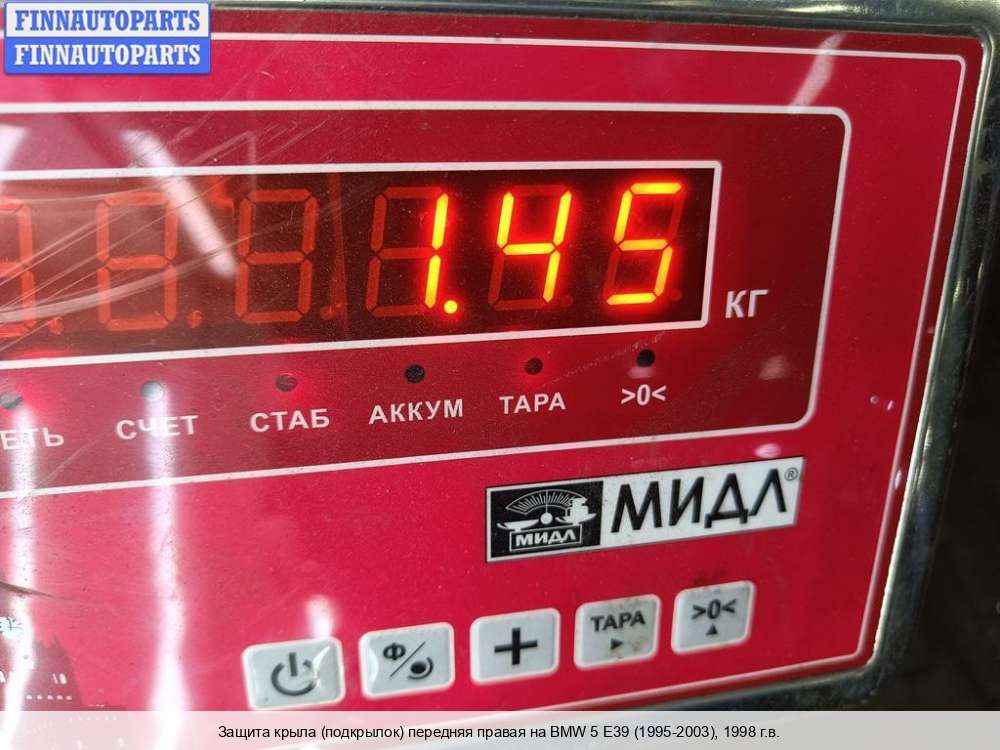 FINNAUTOPARTS
FINNAUTOPARTS
1.45
КГ
ЕТЬ СЧЕТ СТАБ АККУМ ТАРА >0<
МИДЛ МИДЛ®
Ф/ + ТАРА >0<
Защита крыла (подкрылок) передняя правая на BMW 5 E39 (1995-2003), 1998 г.в.